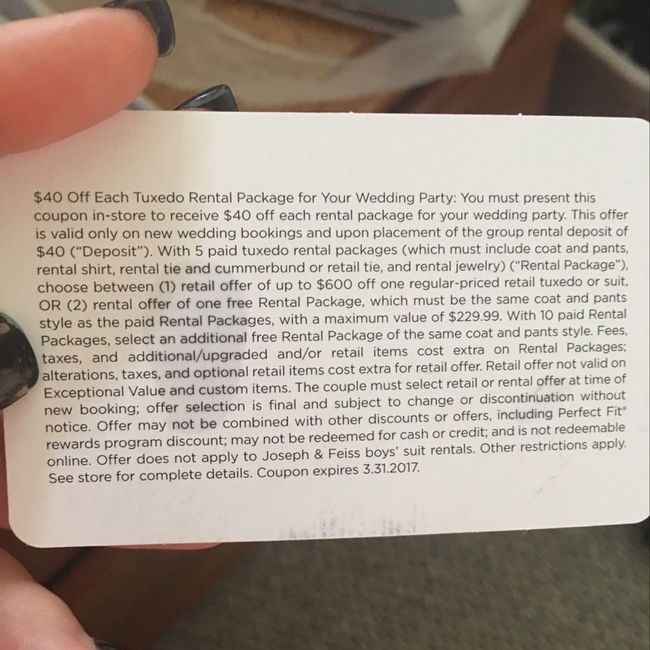 $40 Off Each Tuxedo Rental Package for Your Wedding Party: You must present this
coupon in-store to receive $40 off each rental package for your wedding party. This offer
is valid only on new wedding bookings and upon placement of the group rental deposit of
$40 ("Deposit"). With 5 paid tuxedo rental packages (which must include coat and pants,
rental shirt, rental tie and cummerbund or retail tie, and rental jewelry) ("Rental Package"),
choose between (1) retail offer of up to $600 off one regular-priced retail tuxedo or suit,
OR (2) rental offer of one free Rental Package, which must be the same coat and pants
style as the paid Rental Packages, with a maximum value of $229.99. With 10 paid Rental
Packages, select an additional free Rental Package of the same coat and pants style. Fees,
taxes, and additional/upgraded and/or retail items cost extra on Rental Packages;
alterations, taxes, and optional retail items cost extra for retail offer. Retail offer not valid on
Exceptional Value and custom items. The couple must select retail or rental offer at time of
new booking; offer selection is final and subject to change or discontinuation without
notice. Offer may not be combined with other discounts or offers, including Perfect Fit®
rewards program discount; may not be redeemed for cash or credit; and is not redeemable
online. Offer does not apply to Joseph & Feiss boys' suit rentals. Other restrictions apply.
See store for complete details. Coupon expires 3.31.2017.